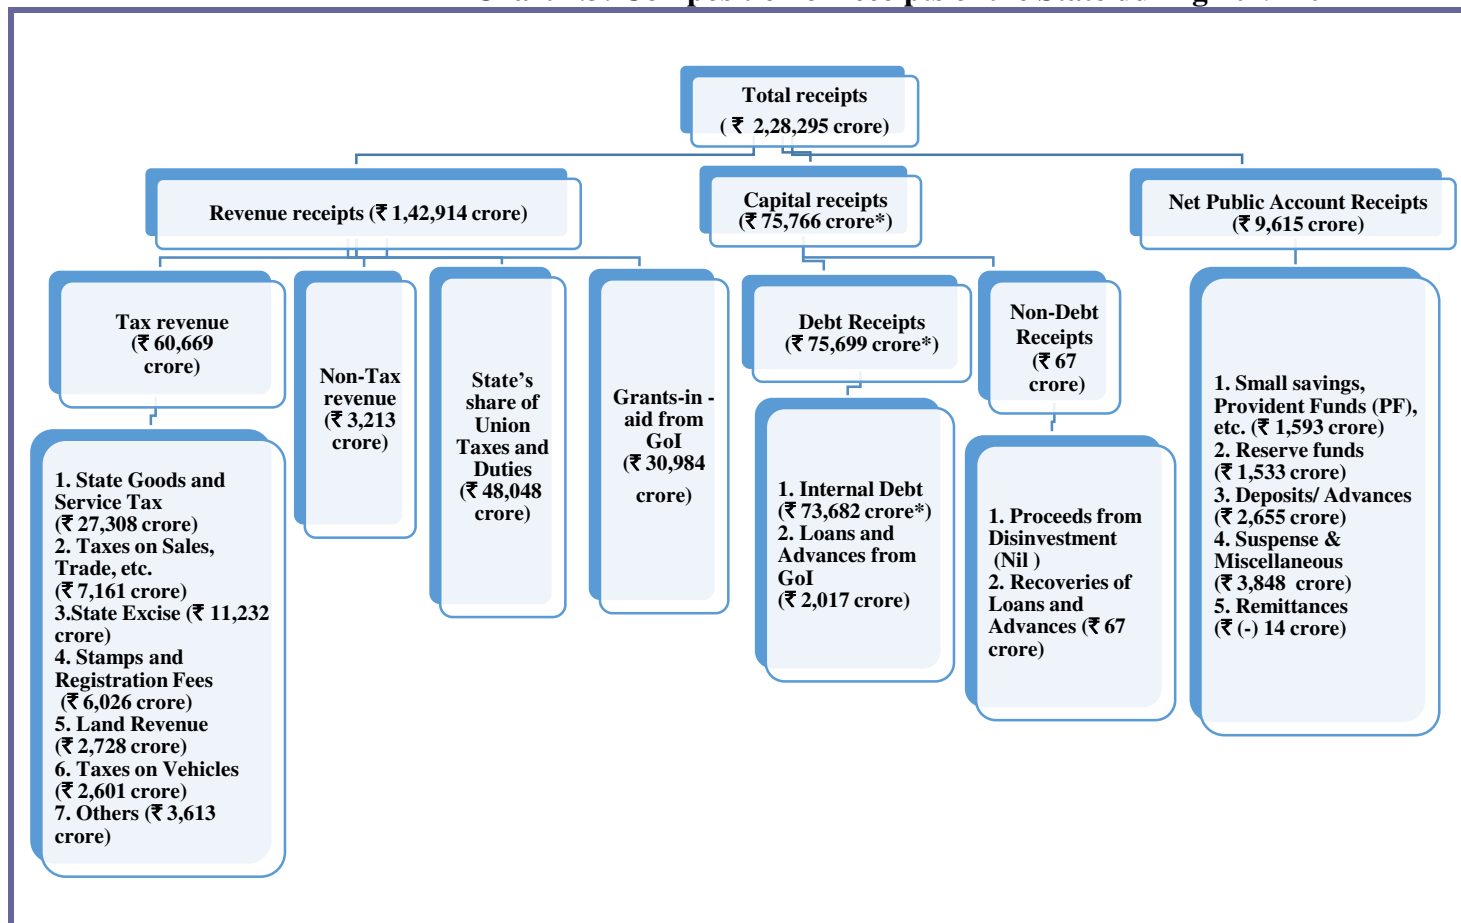 Total receipts
( ₹ 2,28,295 crore)
Revenue receipts (₹ 1,42,914 crore)
Capital receipts
(₹ 75,766 crore*)
Net Public Account Receipts
(₹ 9,615 crore)
Tax revenue
(₹ 60,669
crore)
Non-Tax
revenue
(₹ 3,213
crore)
State’s
share of
Union
Taxes and
Duties
(₹ 48,048
crore)
Grants-in -
aid from
GoI
(₹ 30,984
crore)
Debt Receipts
(₹ 75,699 crore*)
Non-Debt
Receipts
(₹ 67
crore)
1. State Goods and
Service Tax
(₹ 27,308 crore)
2. Taxes on Sales,
Trade, etc.
(₹ 7,161 crore)
3.State Excise (₹ 11,232
crore)
4. Stamps and
Registration Fees
(₹ 6,026 crore)
5. Land Revenue
(₹ 2,728 crore)
6. Taxes on Vehicles
(₹ 2,601 crore)
7. Others (₹ 3,613
crore)
1. Internal Debt
(₹ 73,682 crore*)
2. Loans and
Advances from
GoI
(₹ 2,017 crore)
1. Proceeds from
Disinvestment
(Nil )
2. Recoveries of
Loans and
Advances (₹ 67
crore)
1. Small savings,
Provident Funds (PF),
etc. (₹ 1,593 crore)
2. Reserve funds
(₹ 1,533 crore)
3. Deposits/ Advances
(₹ 2,655 crore)
4. Suspense &
Miscellaneous
(₹ 3,848 crore)
5. Remittances
(₹ (-) 14 crore)